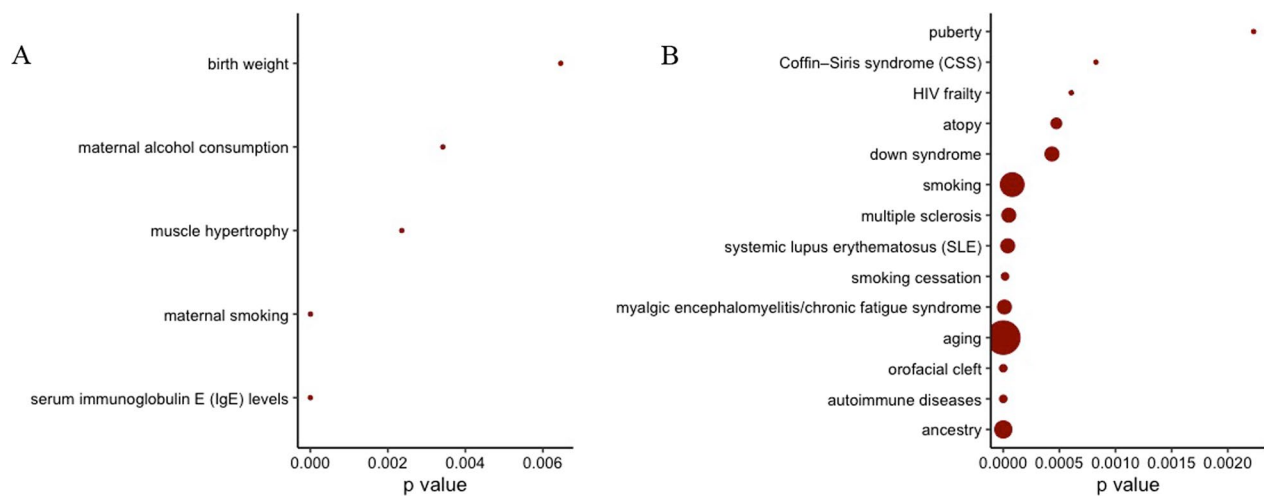 A
birth weight
maternal alcohol consumption
muscle hypertrophy
maternal smoking
serum immunoglobulin E (IgE) levels
0.000 0.002 0.004 0.006
p value
B
puberty
Coffin–Siris syndrome (CSS)
HIV frailty
atopy
down syndrome
smoking
multiple sclerosis
systemic lupus erythematosus (SLE)
smoking cessation
myalgic encephalomyelitis/chronic fatigue syndrome
aging
orofacial cleft
autoimmune diseases
ancestry
0.0000 0.0005 0.0010 0.0015 0.0020
p value